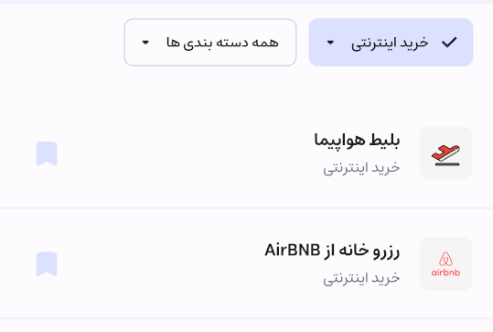 خرید اینترنتی
همه دسته بندی ها
بلیط هواپیما
خرید اینترنتی
رزرو خانه از AirBNB
airbnb
خرید اینترنتی